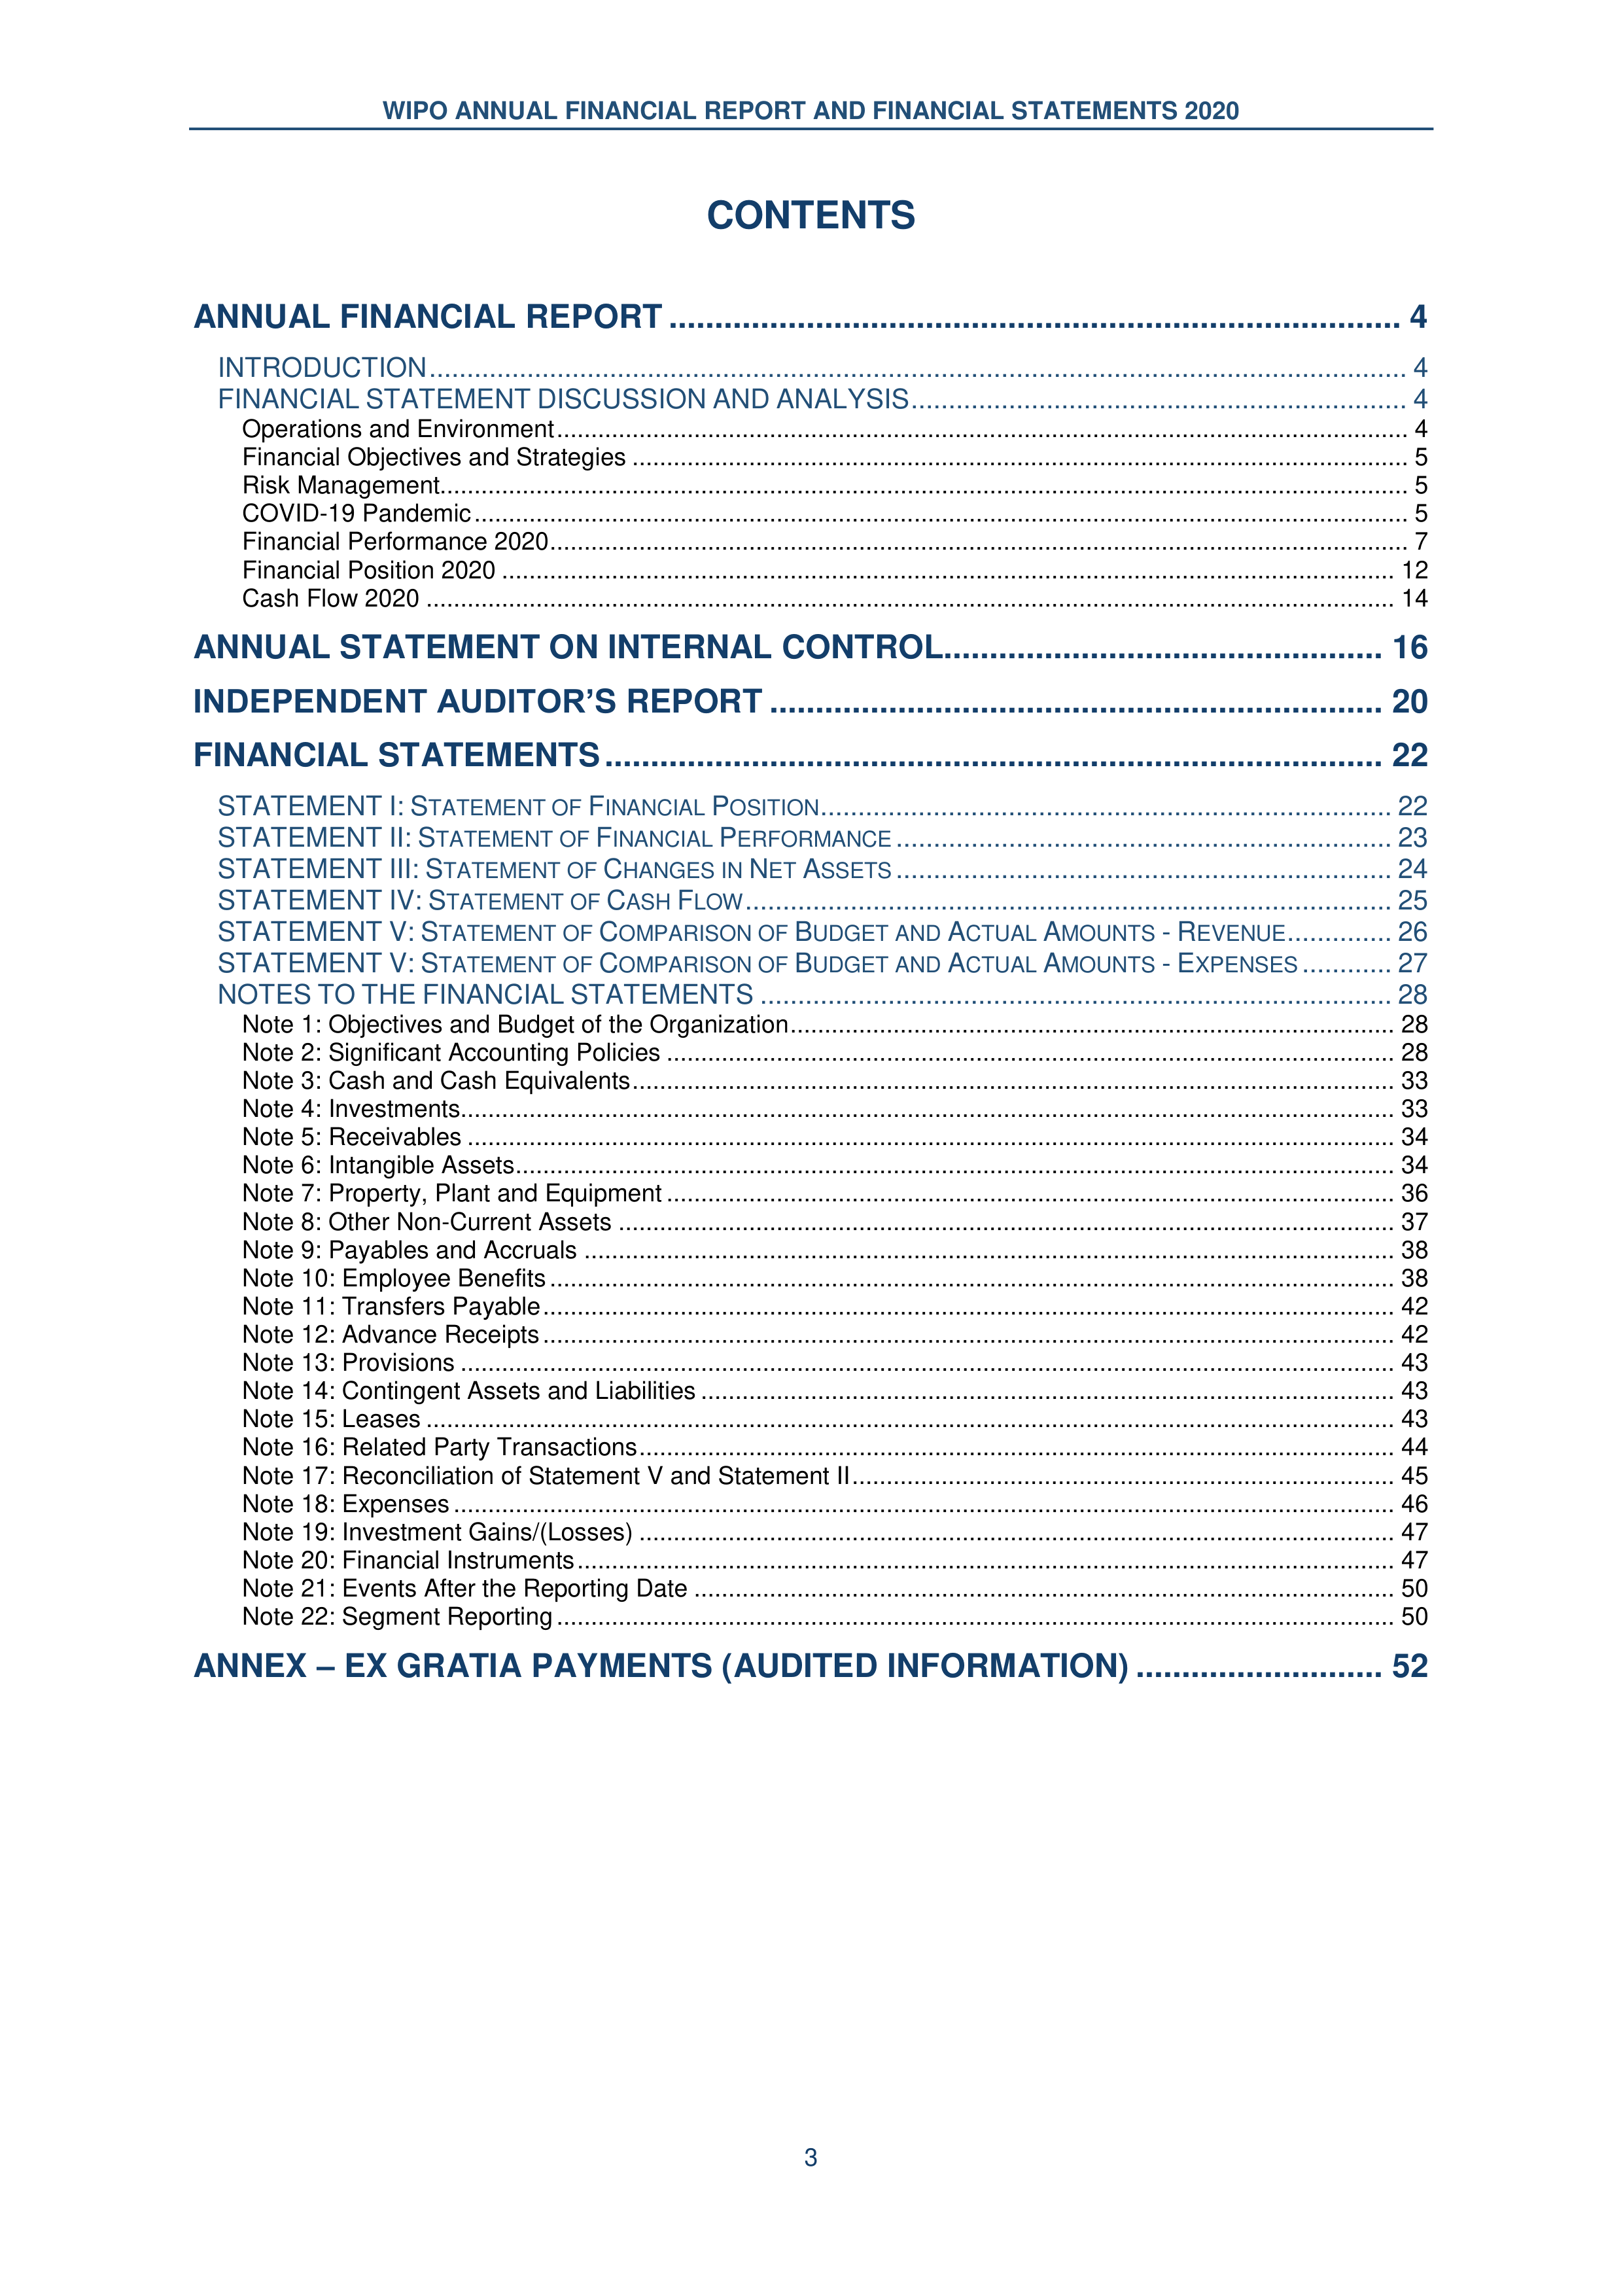 WIPO ANNUAL FINANCIAL REPORT AND FINANCIAL STATEMENTS 2020
CONTENTS
ANNUAL FINANCIAL REPORT ........ 4
INTRODUCTION ........ 4
FINANCIAL STATEMENT DISCUSSION AND ANALYSIS ........ 4
Operations and Environment ........ 4
Financial Objectives and Strategies ........ 5
Risk Management ........ 5
COVID-19 Pandemic ........ 5
Financial Performance 2020 ........ 7
Financial Position 2020 ........ 12
Cash Flow 2020 ........ 14
ANNUAL STATEMENT ON INTERNAL CONTROL ........ 16
INDEPENDENT AUDITOR’S REPORT ........ 20
FINANCIAL STATEMENTS ........ 22
STATEMENT I: STATEMENT OF FINANCIAL POSITION ........ 22
STATEMENT II: STATEMENT OF FINANCIAL PERFORMANCE ........ 23
STATEMENT III: STATEMENT OF CHANGES IN NET ASSETS ........ 24
STATEMENT IV: STATEMENT OF CASH FLOW ........ 25
STATEMENT V: STATEMENT OF COMPARISON OF BUDGET AND ACTUAL AMOUNTS - REVENUE ........ 26
STATEMENT V: STATEMENT OF COMPARISON OF BUDGET AND ACTUAL AMOUNTS - EXPENSES ........ 27
NOTES TO THE FINANCIAL STATEMENTS ........ 28
Note 1: Objectives and Budget of the Organization ........ 28
Note 2: Significant Accounting Policies ........ 28
Note 3: Cash and Cash Equivalents ........ 33
Note 4: Investments ........ 33
Note 5: Receivables ........ 34
Note 6: Intangible Assets ........ 34
Note 7: Property, Plant and Equipment ........ 36
Note 8: Other Non-Current Assets ........ 37
Note 9: Payables and Accruals ........ 38
Note 10: Employee Benefits ........ 38
Note 11: Transfers Payable ........ 42
Note 12: Advance Receipts ........ 42
Note 13: Provisions ........ 43
Note 14: Contingent Assets and Liabilities ........ 43
Note 15: Leases ........ 43
Note 16: Related Party Transactions ........ 44
Note 17: Reconciliation of Statement V and Statement II ........ 45
Note 18: Expenses ........ 46
Note 19: Investment Gains/(Losses) ........ 47
Note 20: Financial Instruments ........ 47
Note 21: Events After the Reporting Date ........ 50
Note 22: Segment Reporting ........ 50
ANNEX – EX GRATIA PAYMENTS (AUDITED INFORMATION) ........ 52
3